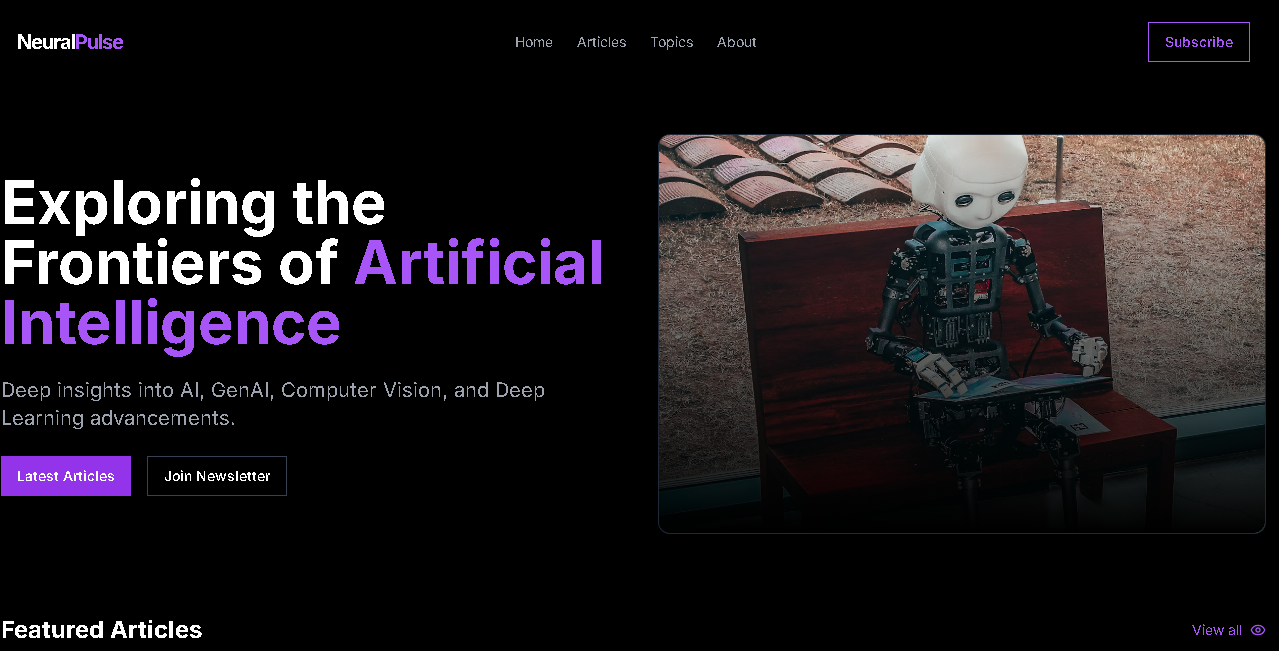 NeuralPulse
Home Articles Topics About
Subscribe
Exploring the
Frontiers of Artificial
Intelligence
Deep insights into AI, GenAI, Computer Vision, and Deep
Learning advancements.
Latest Articles
Join Newsletter
Featured Articles
View all